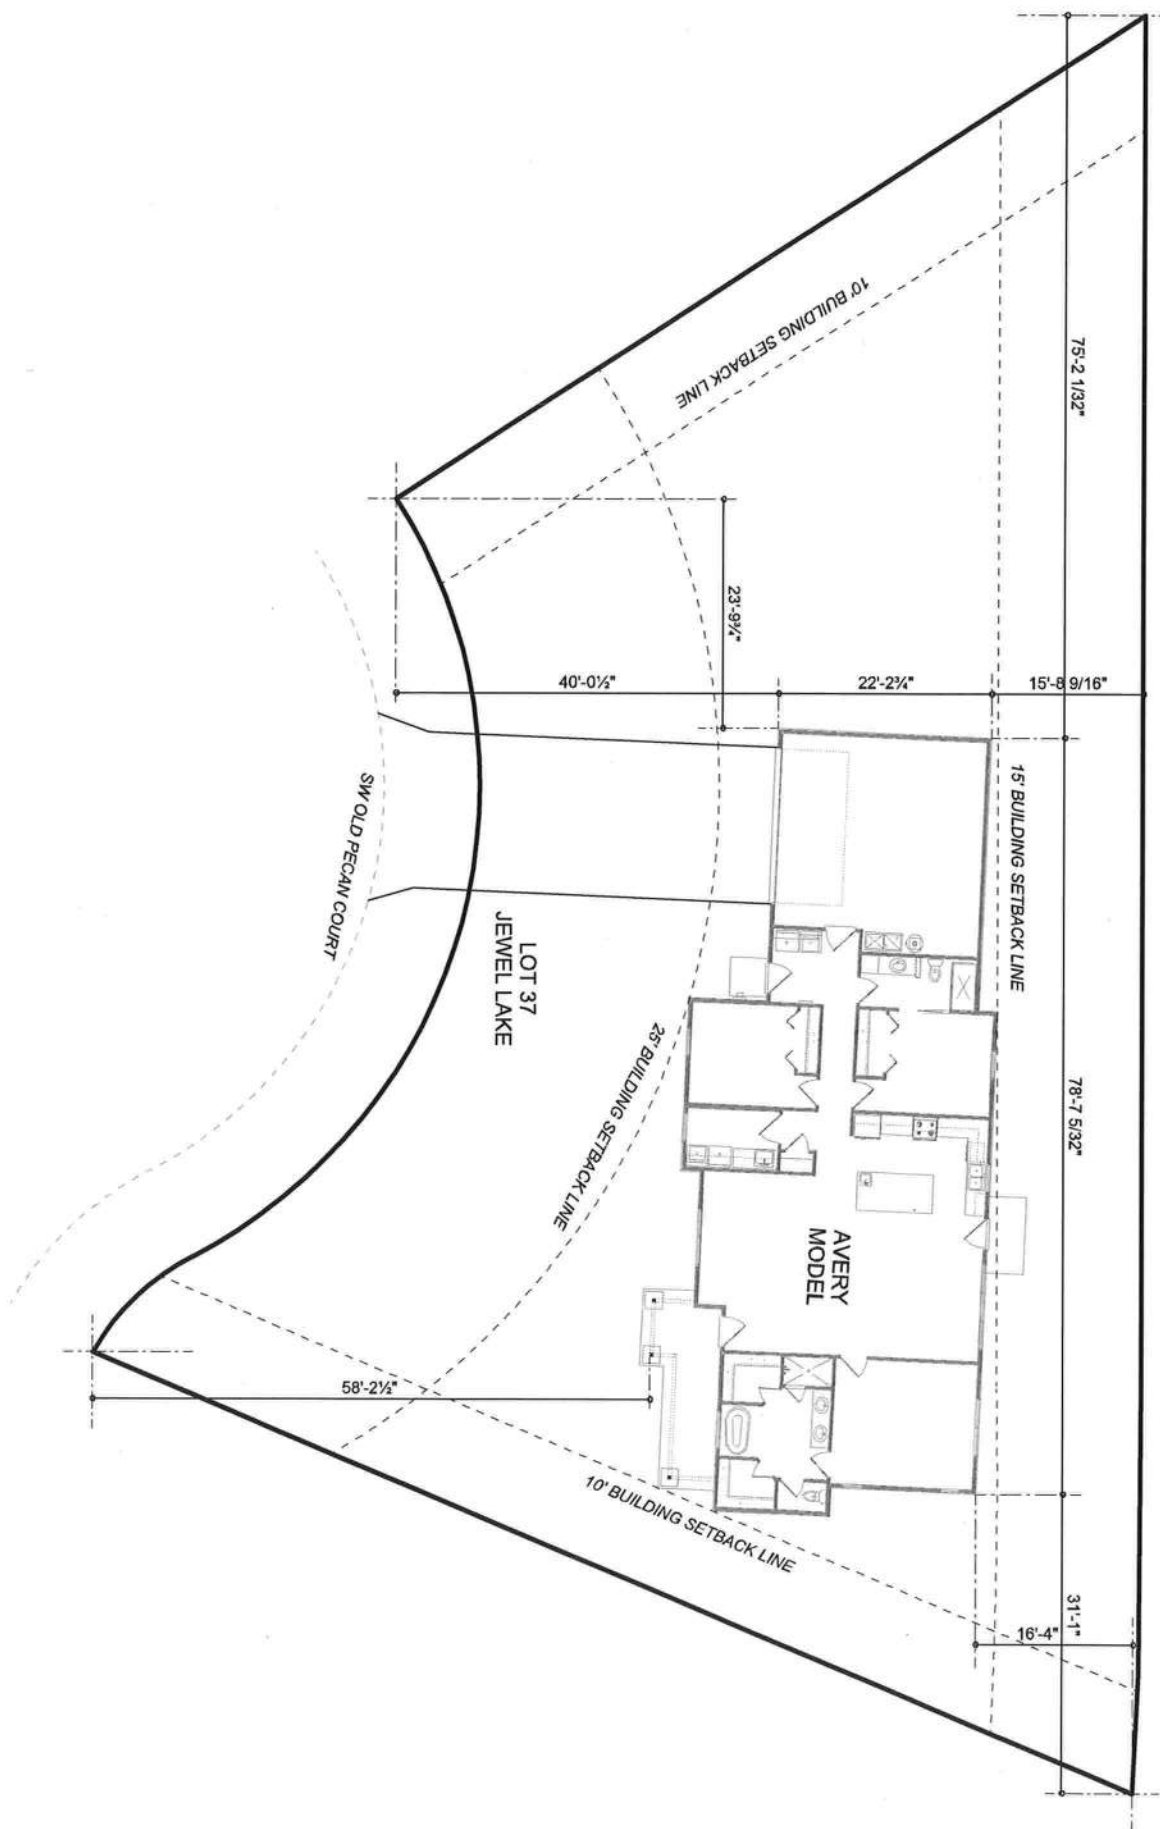 75'-2 1/32"
10' BUILDING SETBACK LINE
23'-9¾"
40'-0½"
22'-2¾"
15'-8 9/16"
15' BUILDING SETBACK LINE
SW OLD PECAN COURT
LOT 37
JEWEL LAKE
25' BUILDING SETBACK LINE
78'-7 5/32"
AVERY
MODEL
58'-2½"
10' BUILDING SETBACK LINE
31'-1"
16'-4"